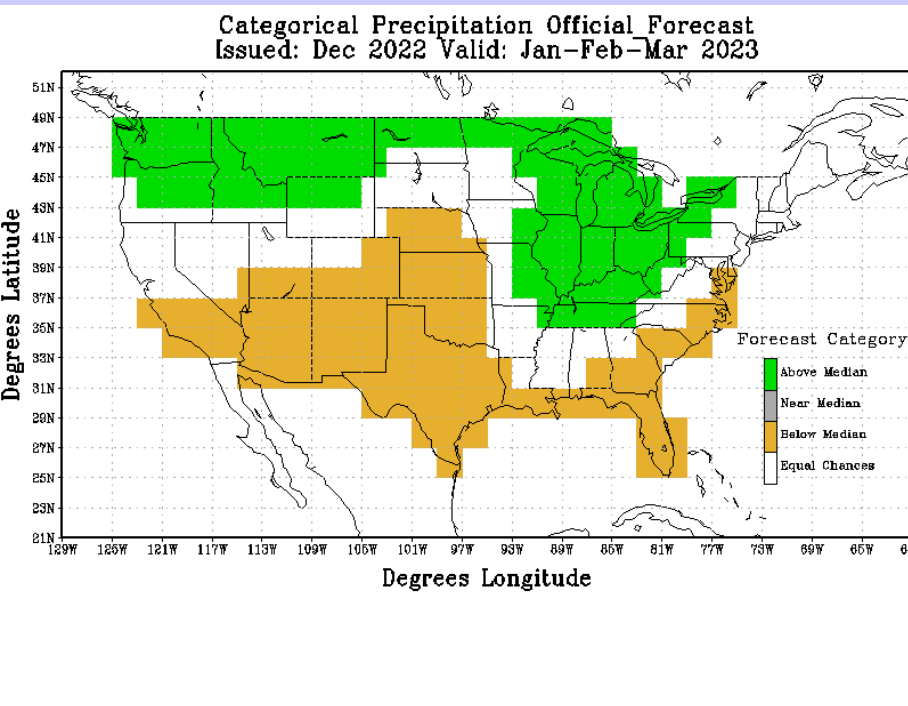 Categorical Precipitation Official Forecast
Issued: Dec 2022 Valid: Jan-Feb-Mar 2023
51N
49N
47N
45N
43N
41N
39N
37N
35N
33N
31N
29N
27N
25N
23N
21N
Degrees Latitude
Forecast Category
Above Median
Near Median
Below Median
Equal Chances
129W 125W 121W 117W 113W 109W 105W 101W 97W 93W 89W 85W 81W 77W 73W 69W 65W 6
Degrees Longitude